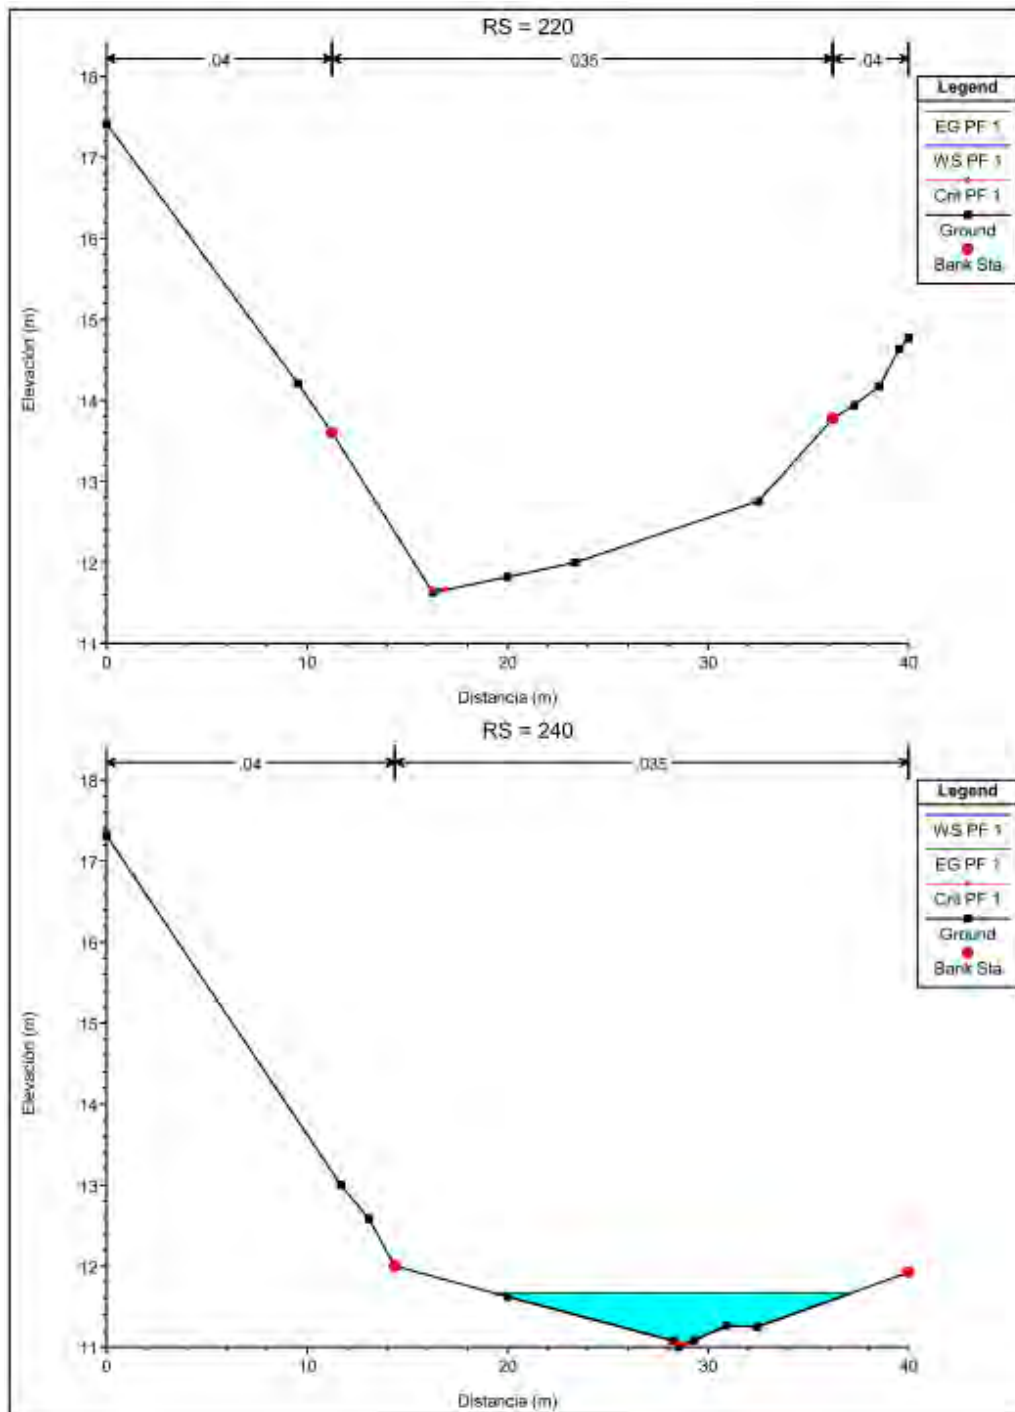 RS = 220
.04 .035 .04
18
17
16
15
14
13
12
11
Elevación (m)
0 10 20 30 40
Distancia (m)
Legend
EG PF 1
WS PF 1
Crit PF 1
Ground
Bank Sta
RS = 240
.04 .035
18
17
16
15
14
13
12
11
Elevación (m)
0 10 20 30 40
Distancia (m)
Legend
WS PF 1
EG PF 1
Crit PF 1
Ground
Bank Sta